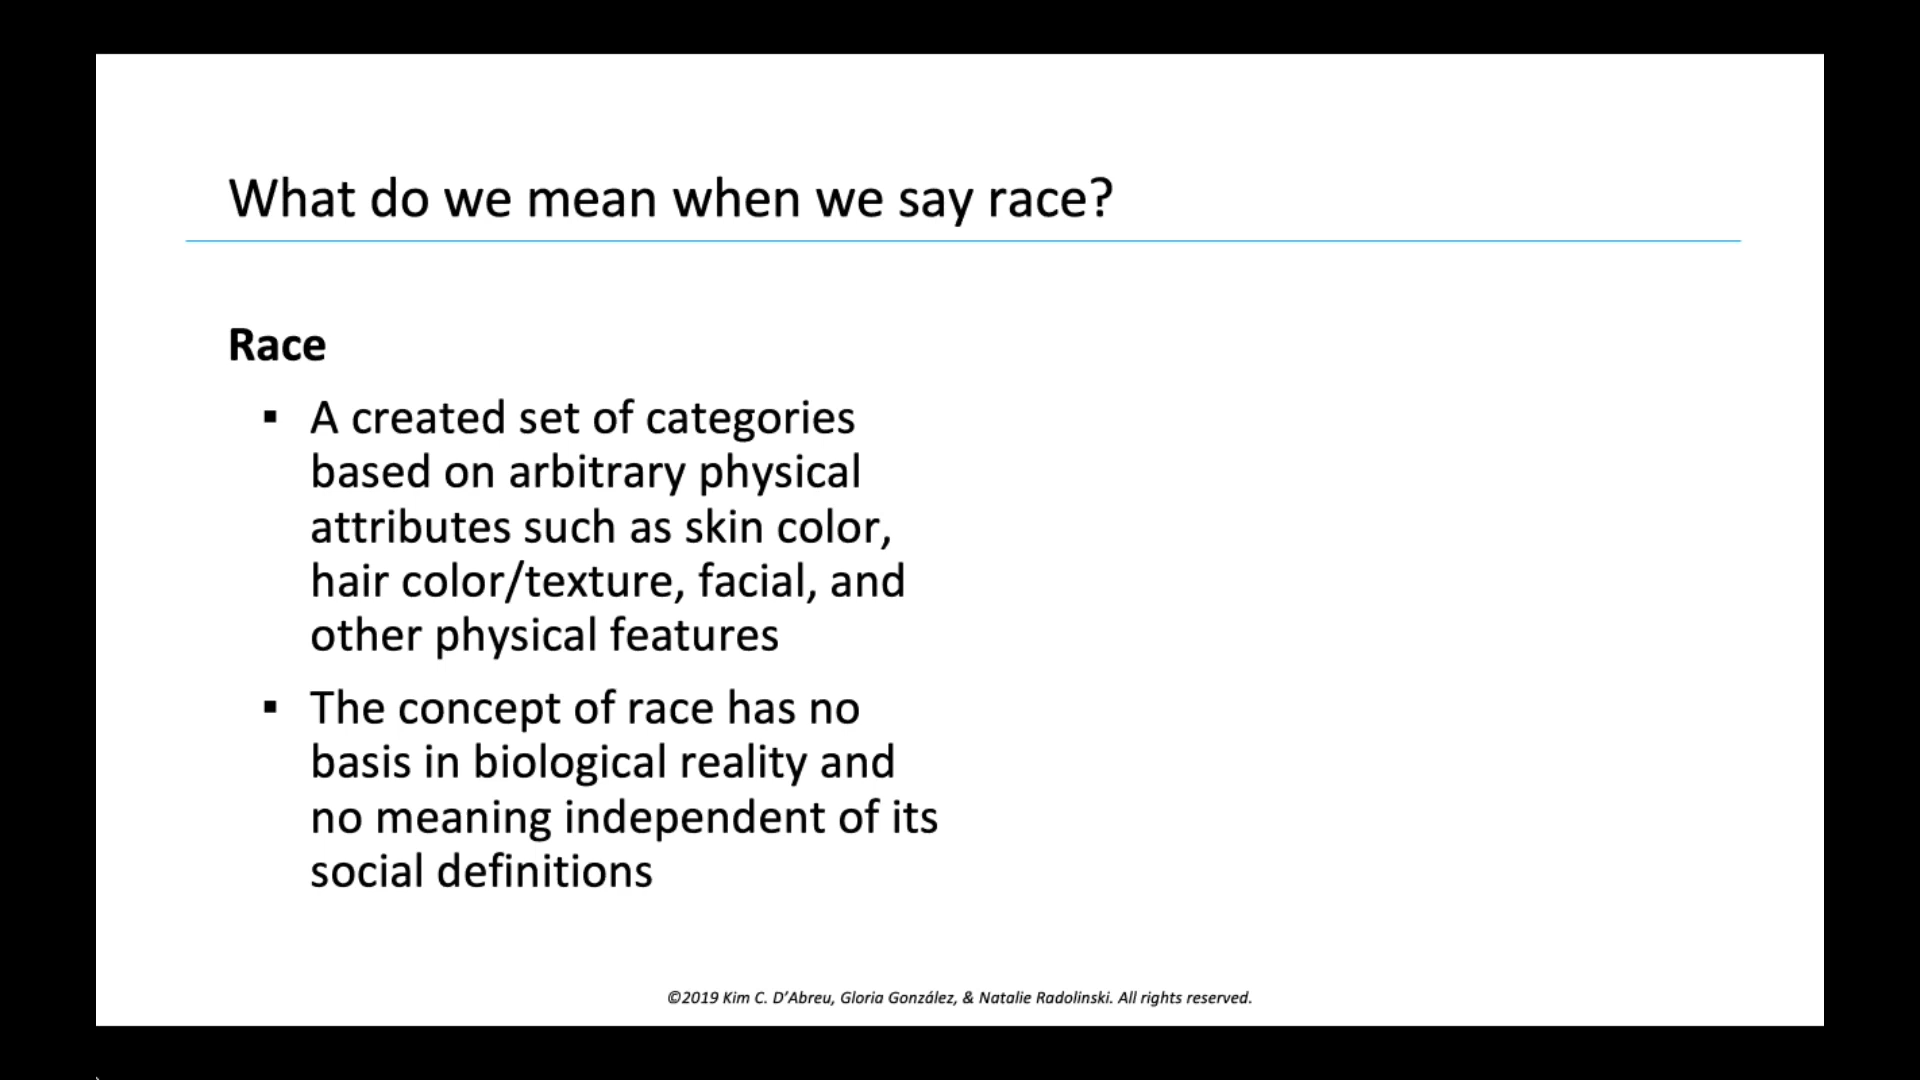 What do we mean when we say race?
Race
▪ A created set of categories
based on arbitrary physical
attributes such as skin color,
hair color/texture, facial, and
other physical features
▪ The concept of race has no
basis in biological reality and
no meaning independent of its
social definitions
©2019 Kim C. D’Abreu, Gloria González, & Natalie Radolinski. All rights reserved.